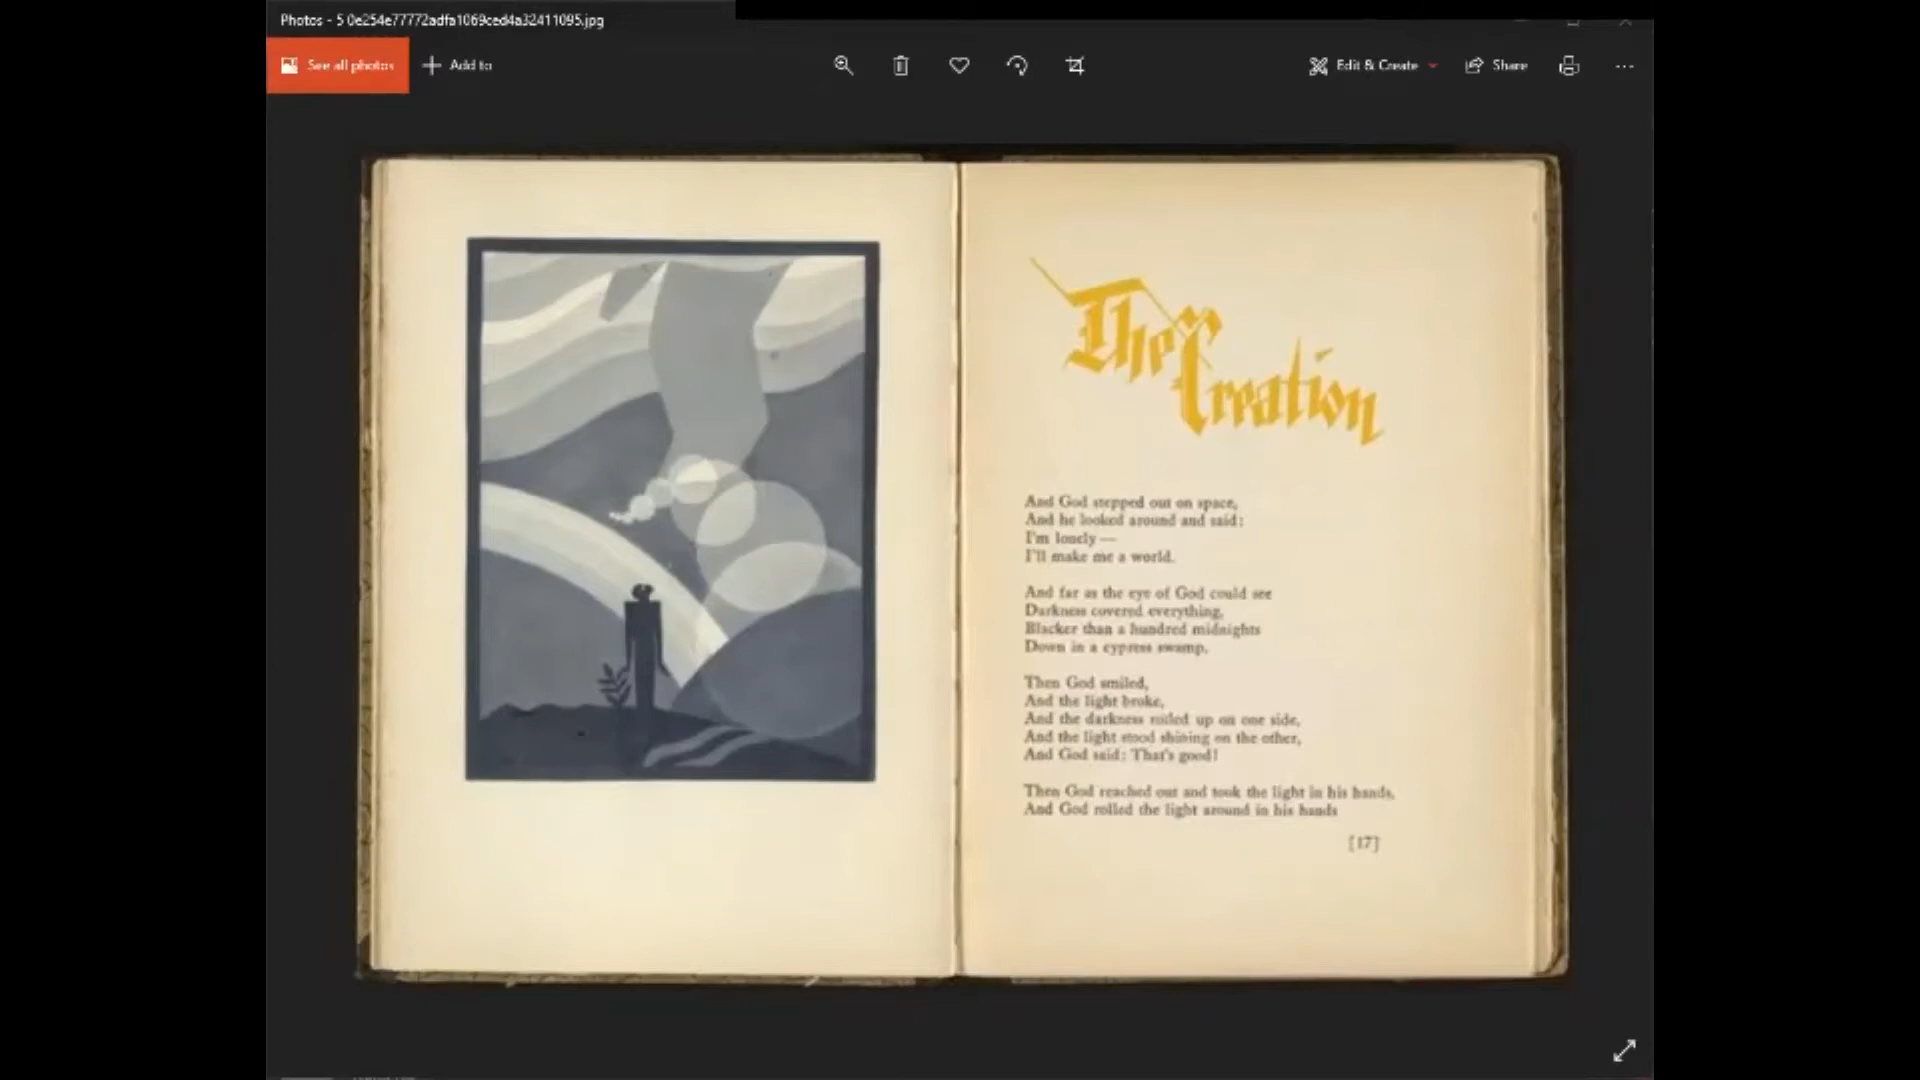 Photos - 5 0e254e77772adfa1069ced4a32411095.jpg
See all photos
Add to
Edit & Create
Share
The Creation
And God stepped out on space,
And he looked around and said:
I'm lonely —
I'll make me a world.
And far as the eye of God could see
Darkness covered everything,
Blacker than a hundred midnights
Down in a cypress swamp.
Then God smiled,
And the light broke,
And the darkness rolled up on one side,
And the light stood shining on the other,
And God said: That's good!
Then God reached out and took the light in his hands,
And God rolled the light around in his hands
[17]